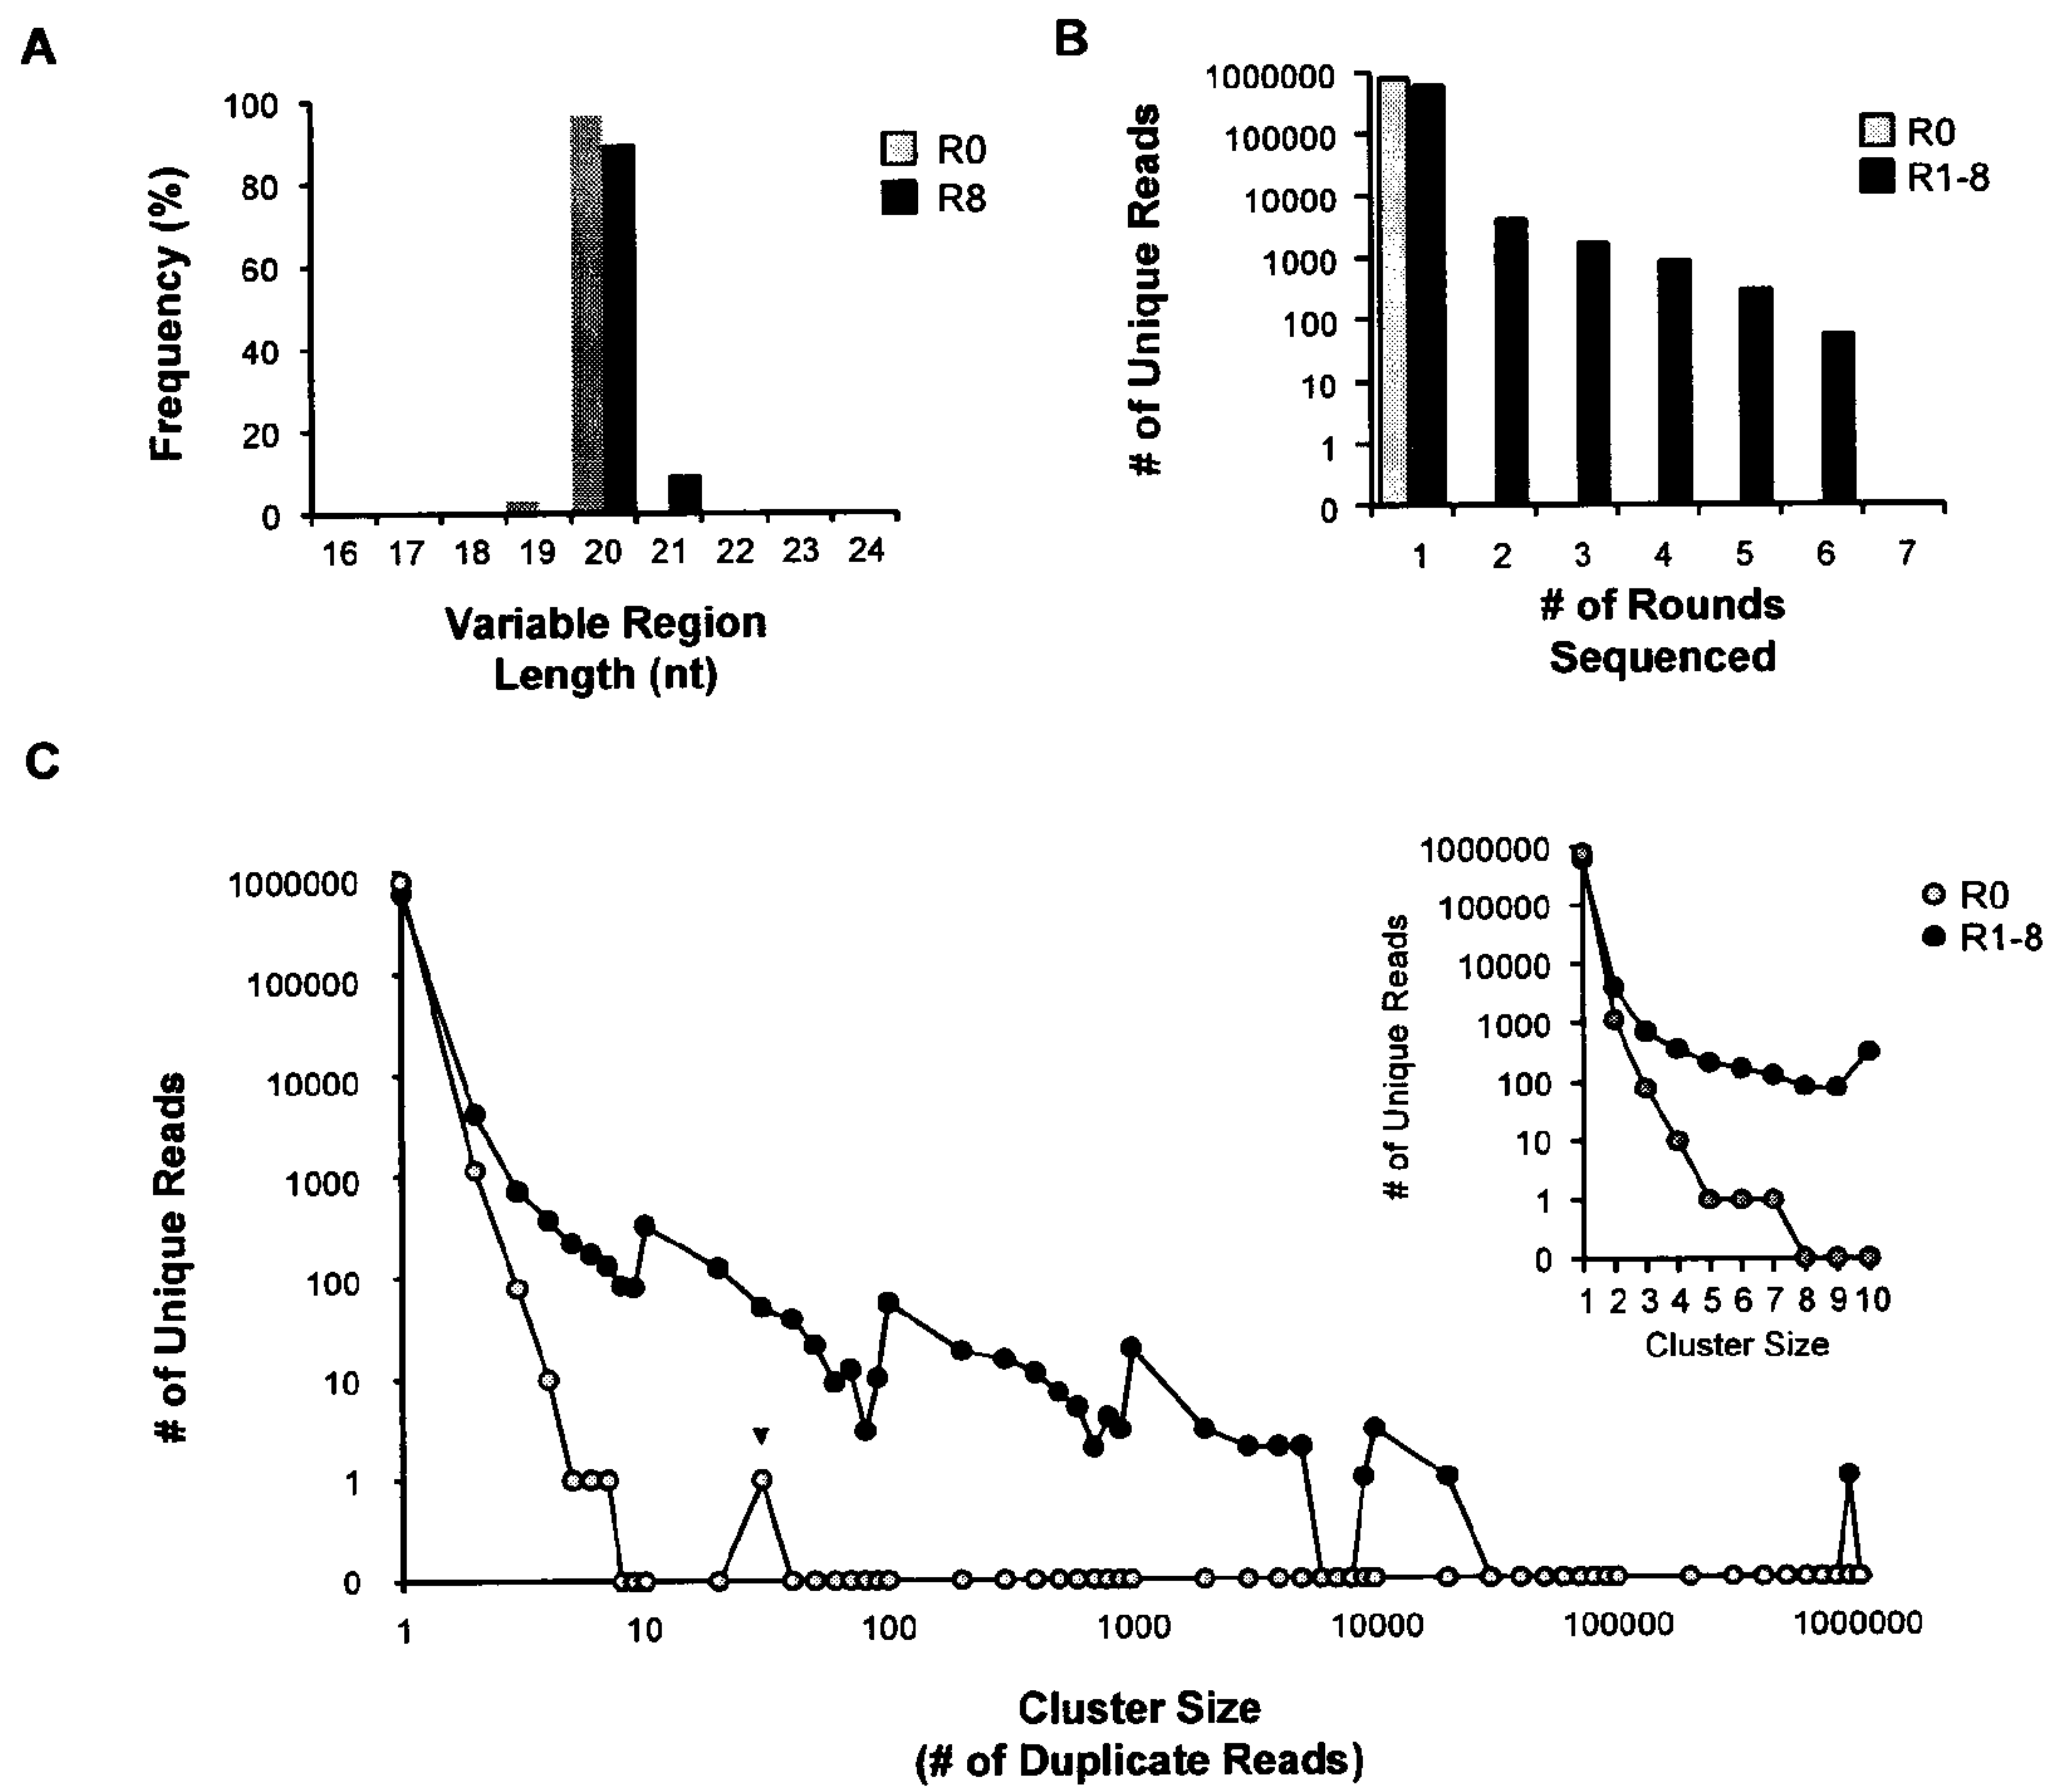 A
100
80
60
40
20
0
Frequency (%)
16 17 18 19 20 21 22 23 24
Variable Region
Length (nt)
R0
R8
B
1000000
100000
10000
1000
100
10
1
0
# of Unique Reads
1 2 3 4 5 6 7
# of Rounds
Sequenced
R0
R1-8
C
1000000
100000
10000
1000
100
10
1
0
# of Unique Reads
1 10 100 1000 10000 100000 1000000
Cluster Size
(# of Duplicate Reads)
1000000
100000
10000
1000
100
10
1
0
# of Unique Reads
1 2 3 4 5 6 7 8 9 10
Cluster Size
R0
R1-8